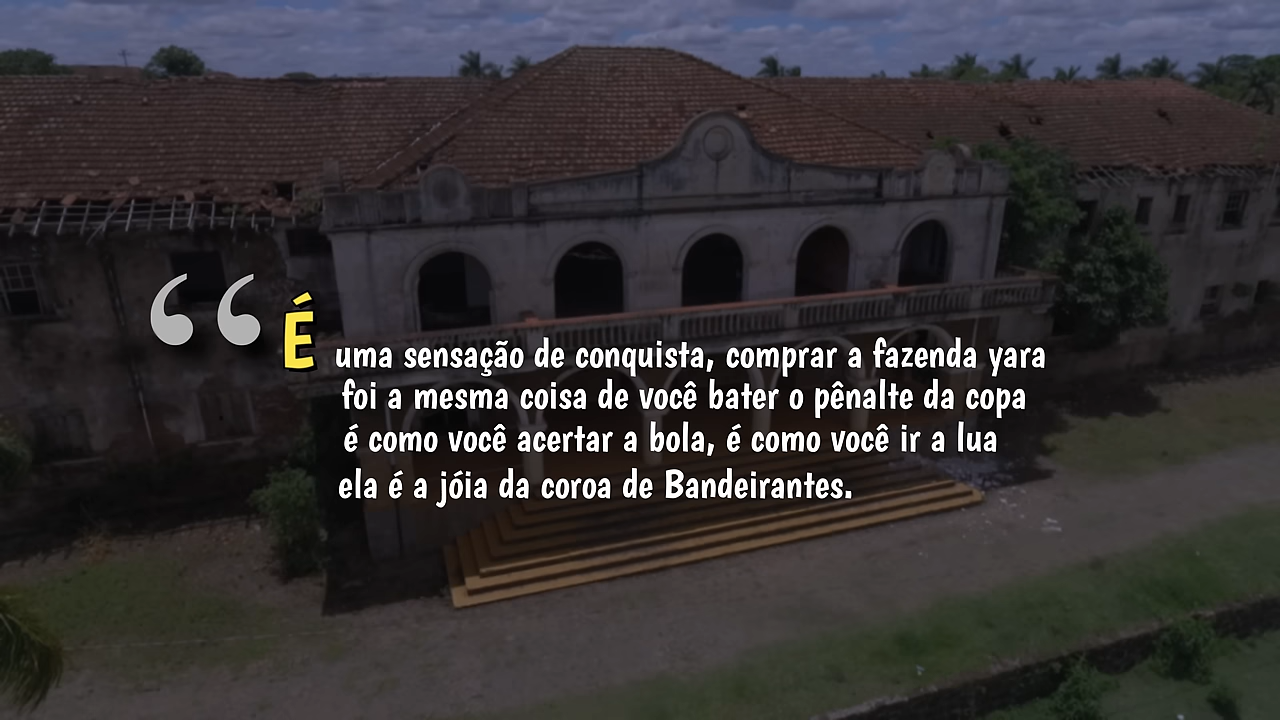 “É uma sensação de conquista, comprar a fazenda yara
foi a mesma coisa de você bater o pênalte da copa
é como você acertar a bola, é como você ir a lua
ela é a jóia da coroa de Bandeirantes.